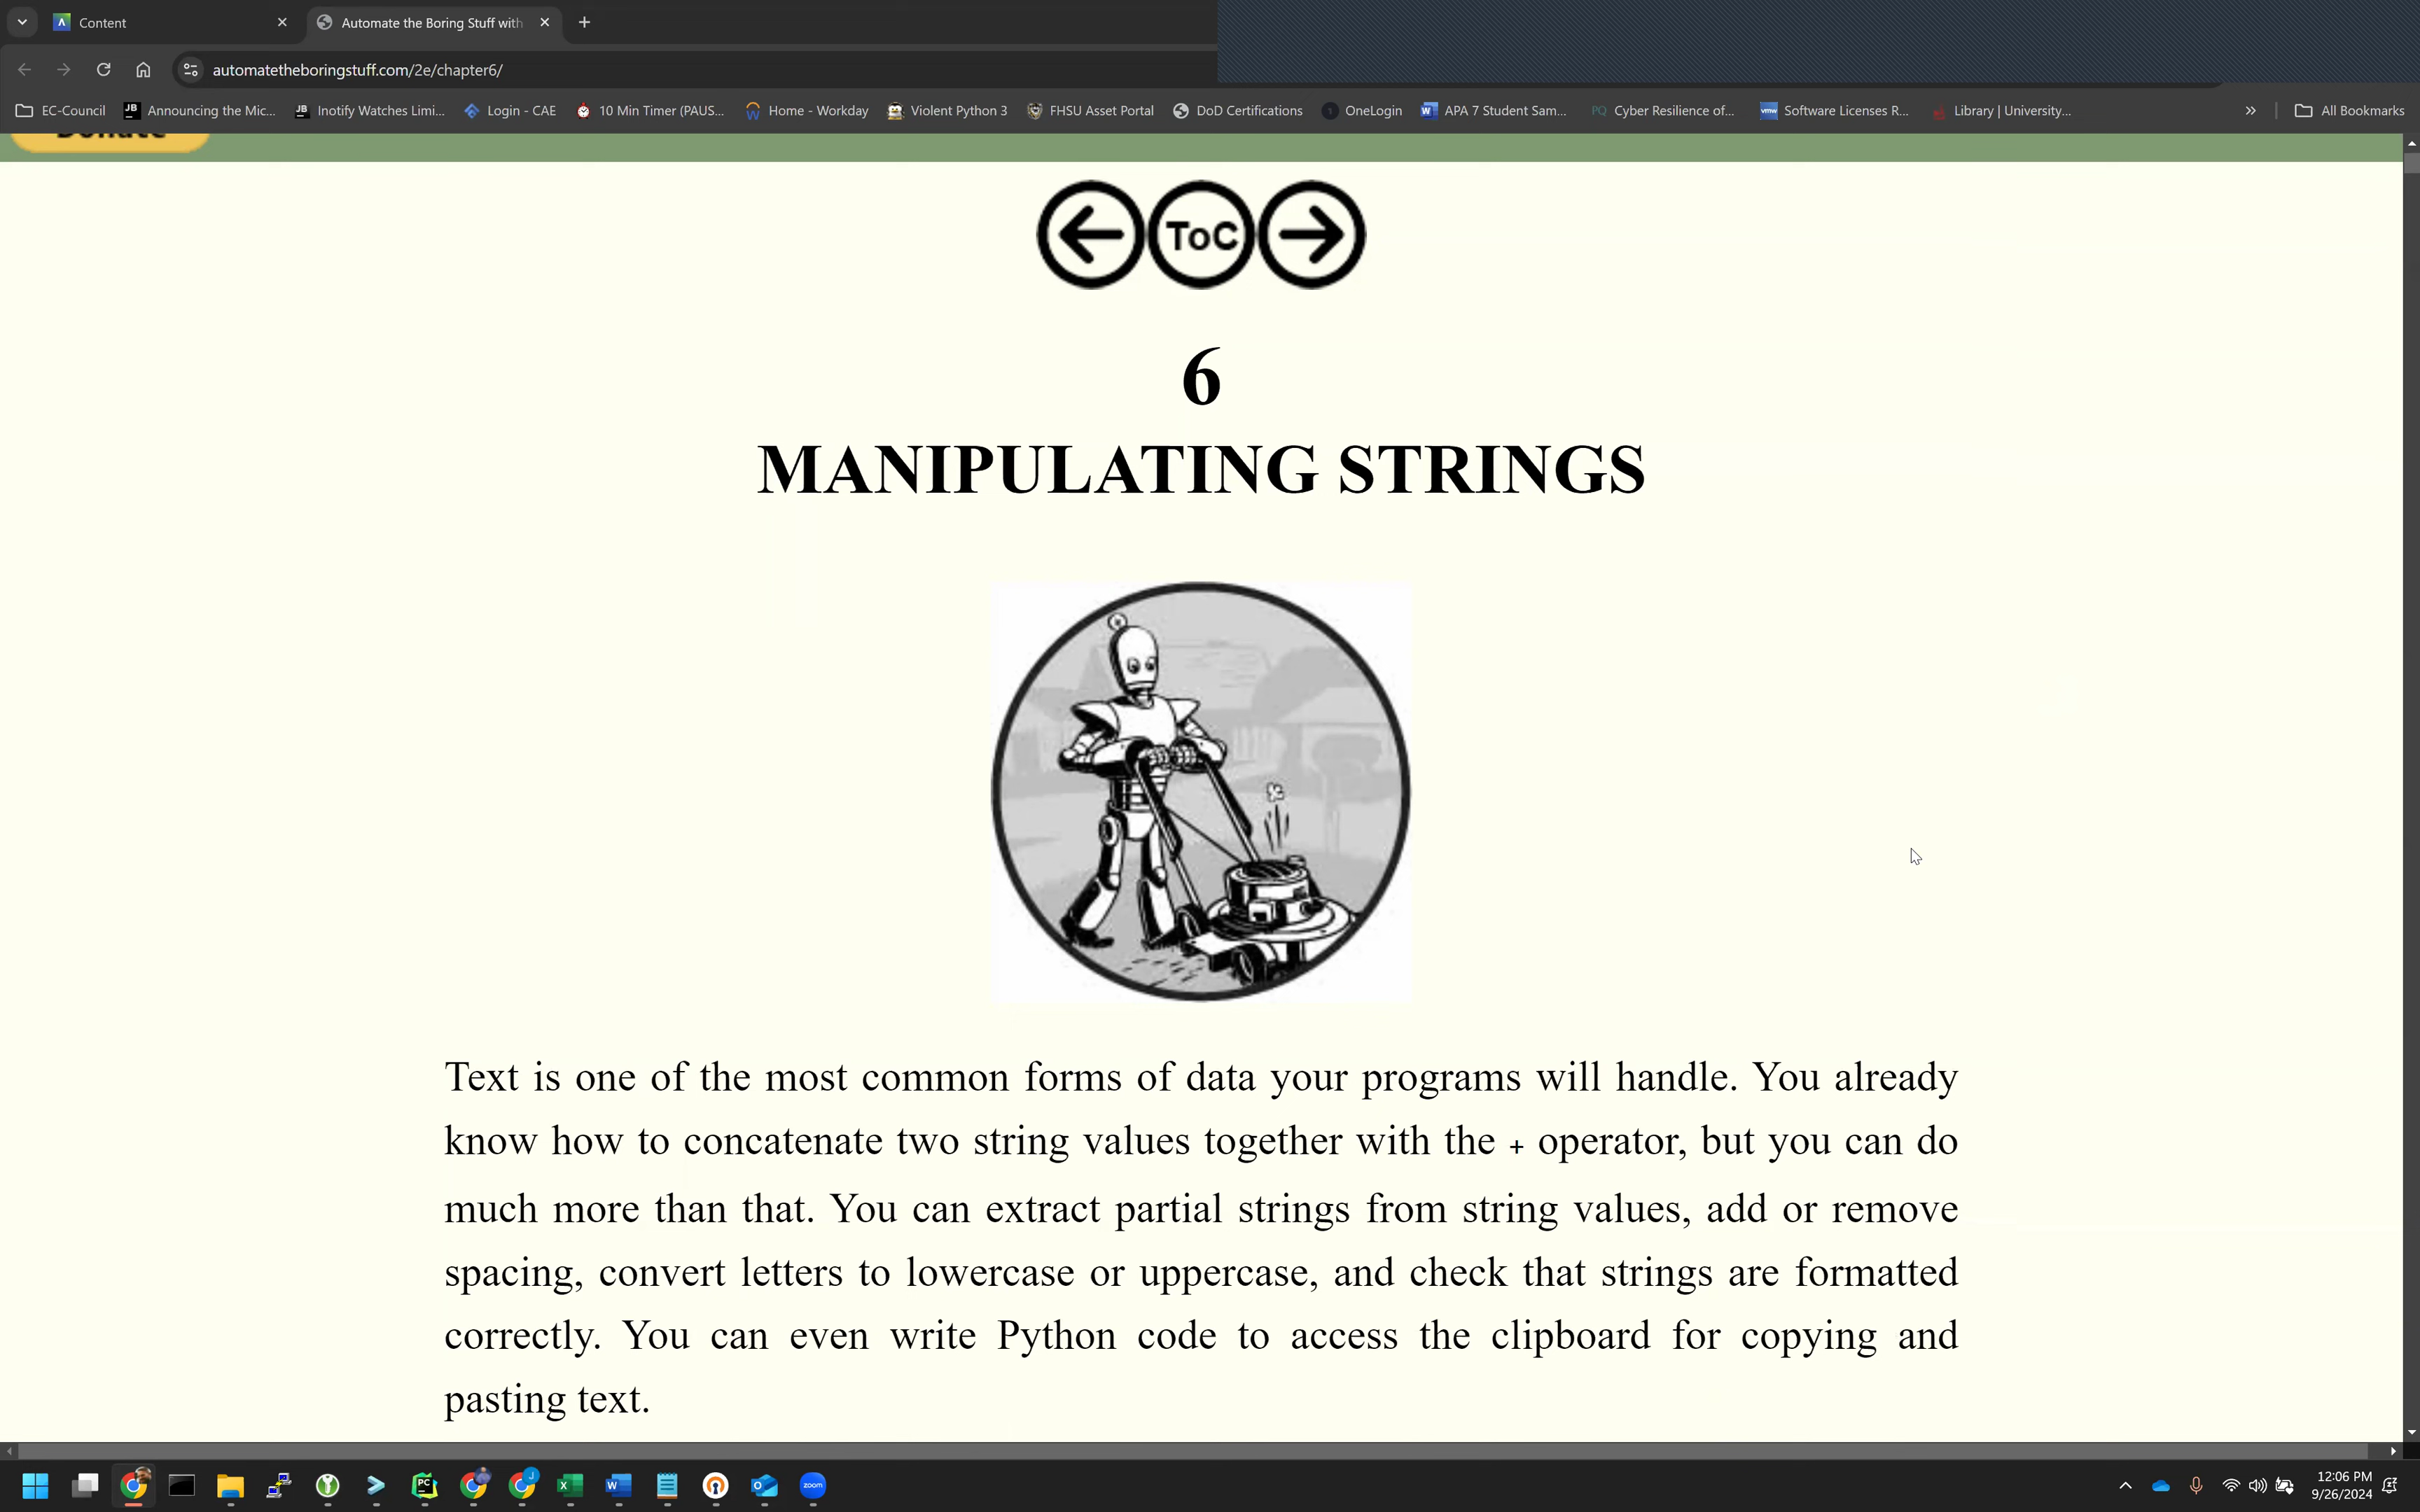 Content
Automate the Boring Stuff with
automatetheboringstuff.com/2e/chapter6/
EC-Council
JB Announcing the Mic...
JB Inotify Watches Limi...
Login - CAE
10 Min Timer (PAUS...
Home - Workday
Violent Python 3
FHSU Asset Portal
DoD Certifications
OneLogin
W APA 7 Student Sam...
PQ Cyber Resilience of...
vmw Software Licenses R...
Library | University...
»
All Bookmarks
Donate
ToC
6
MANIPULATING STRINGS
Text is one of the most common forms of data your programs will handle. You already
know how to concatenate two string values together with the + operator, but you can do
much more than that. You can extract partial strings from string values, add or remove
spacing, convert letters to lowercase or uppercase, and check that strings are formatted
correctly. You can even write Python code to access the clipboard for copying and
pasting text.
PC
J
X
W
zoom
12:06 PM
9/26/2024